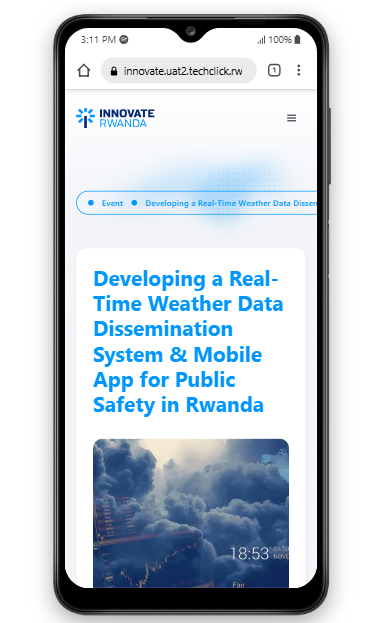 3:11 PM
100%
innovate.uat2.techclick.rw
1
INNOVATE
RWANDA
Event Developing a Real-Time Weather Data Dissem
Developing a Real-
Time Weather Data
Dissemination
System & Mobile
App for Public
Safety in Rwanda
18:53
Fair